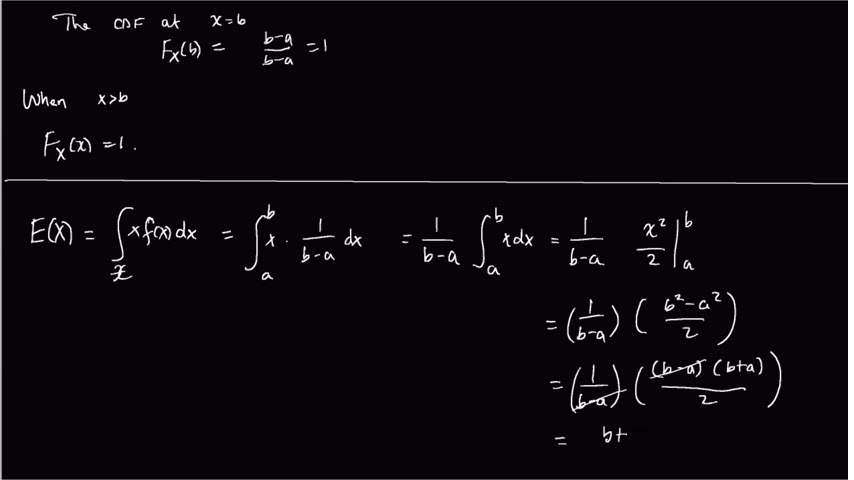 The CDF at x=b
F_X(b) = \frac{b-a}{b-a} = 1
When x>b
F_X(x) = 1.
E(X) = \int_{\mathcal{X}} x f(x) dx = \int_a^b x \cdot \frac{1}{b-a} dx = \frac{1}{b-a} \int_a^b x dx = \frac{1}{b-a} \frac{x^2}{2} \Big|_a^b
= \left( \frac{1}{b-a} \right) \left( \frac{b^2-a^2}{2} \right)
= \left( \frac{1}{\cancel{b-a}} \right) \left( \frac{\cancel{(b-a)}(b+a)}{2} \right)
= b+